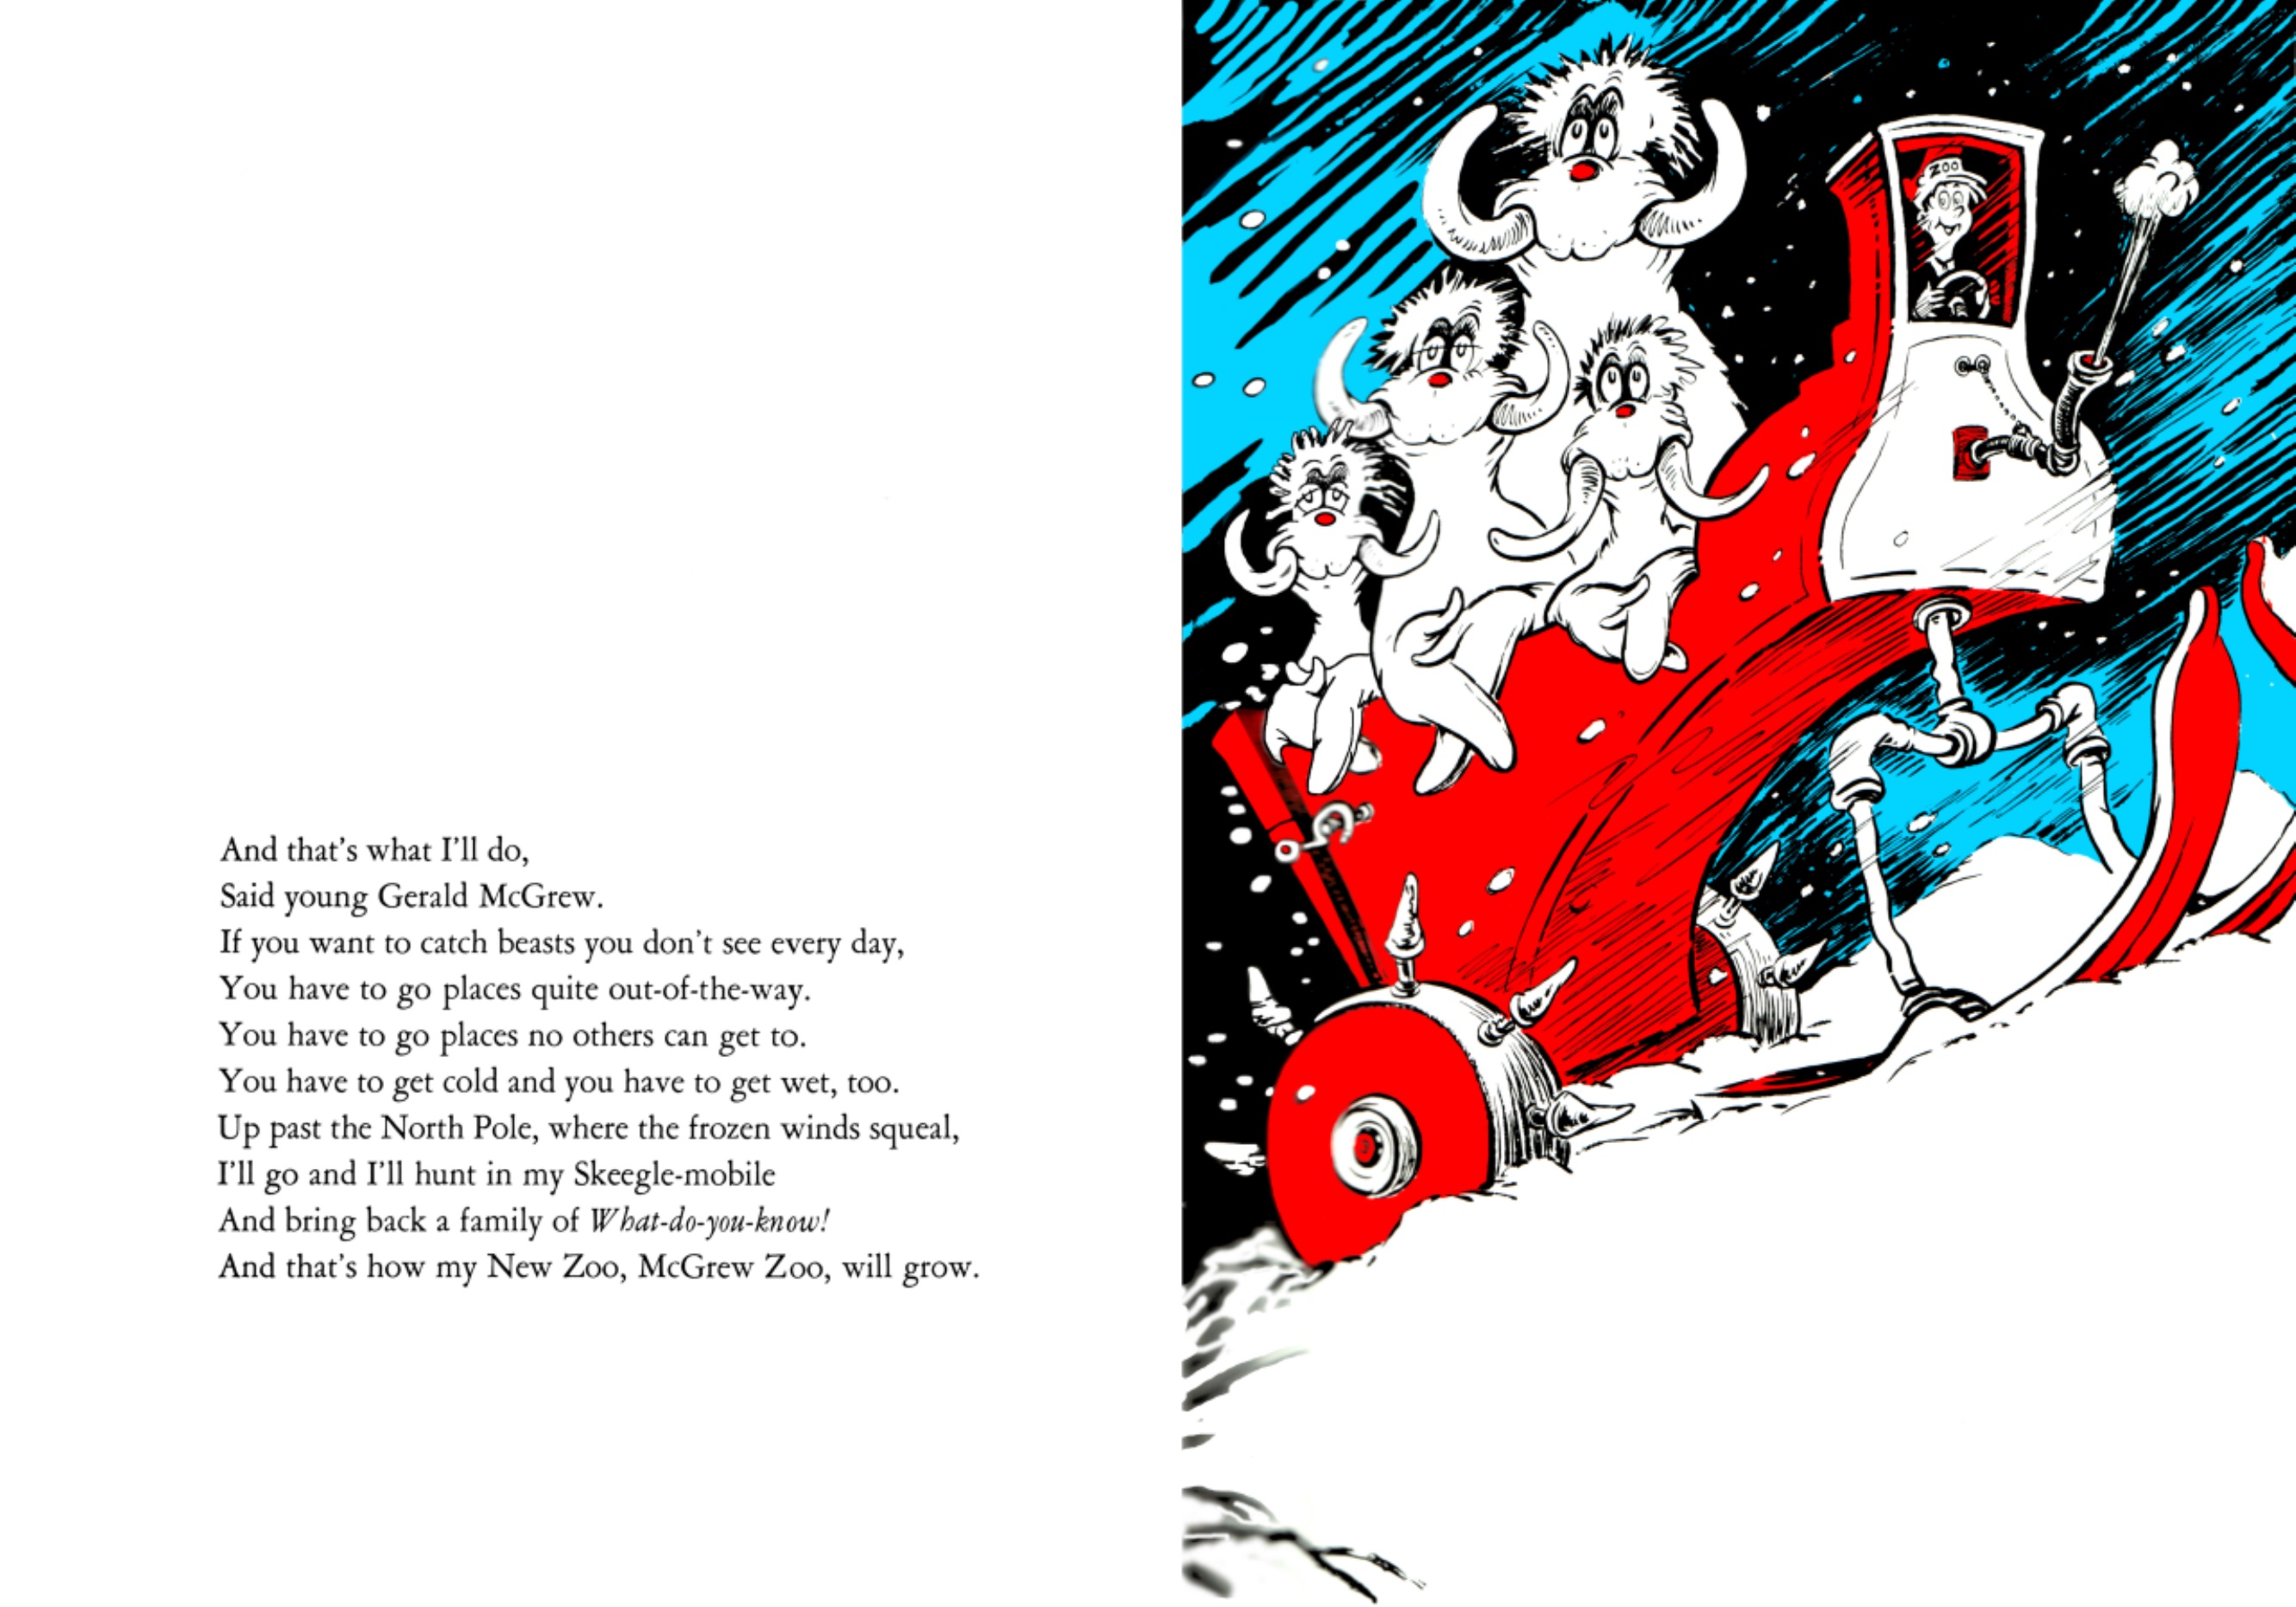 And that's what I'll do,
Said young Gerald McGrew.
If you want to catch beasts you don't see every day,
You have to go places quite out-of-the-way.
You have to go places no others can get to.
You have to get cold and you have to get wet, too.
Up past the North Pole, where the frozen winds squeal,
I'll go and I'll hunt in my Skeegle-mobile
And bring back a family of What-do-you-know!
And that's how my New Zoo, McGrew Zoo, will grow.
ZOO